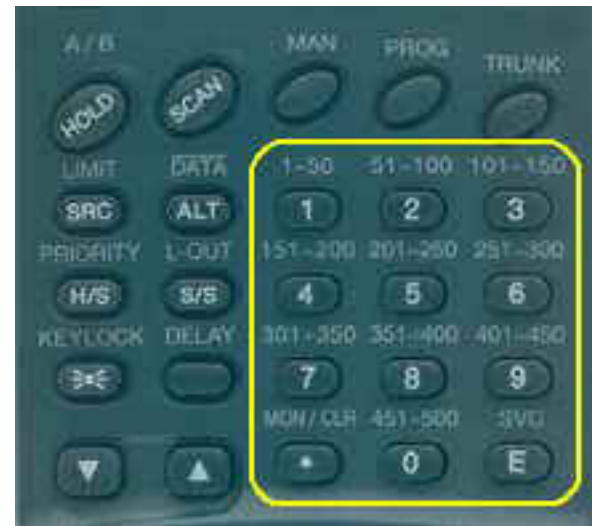 A/B MAN PROG TRUNK
HOLD SCAN
LIMIT DATA 1-50 51-100 101-150
SRC ALT 1 2 3
PRIORITY L-OUT 151-200 201-250 251-300
H/S S/S 4 5 6
KEYLOCK DELAY 301-350 351-400 401-450
7 8 9
MON/CLR 451-500 SVC
• 0 E